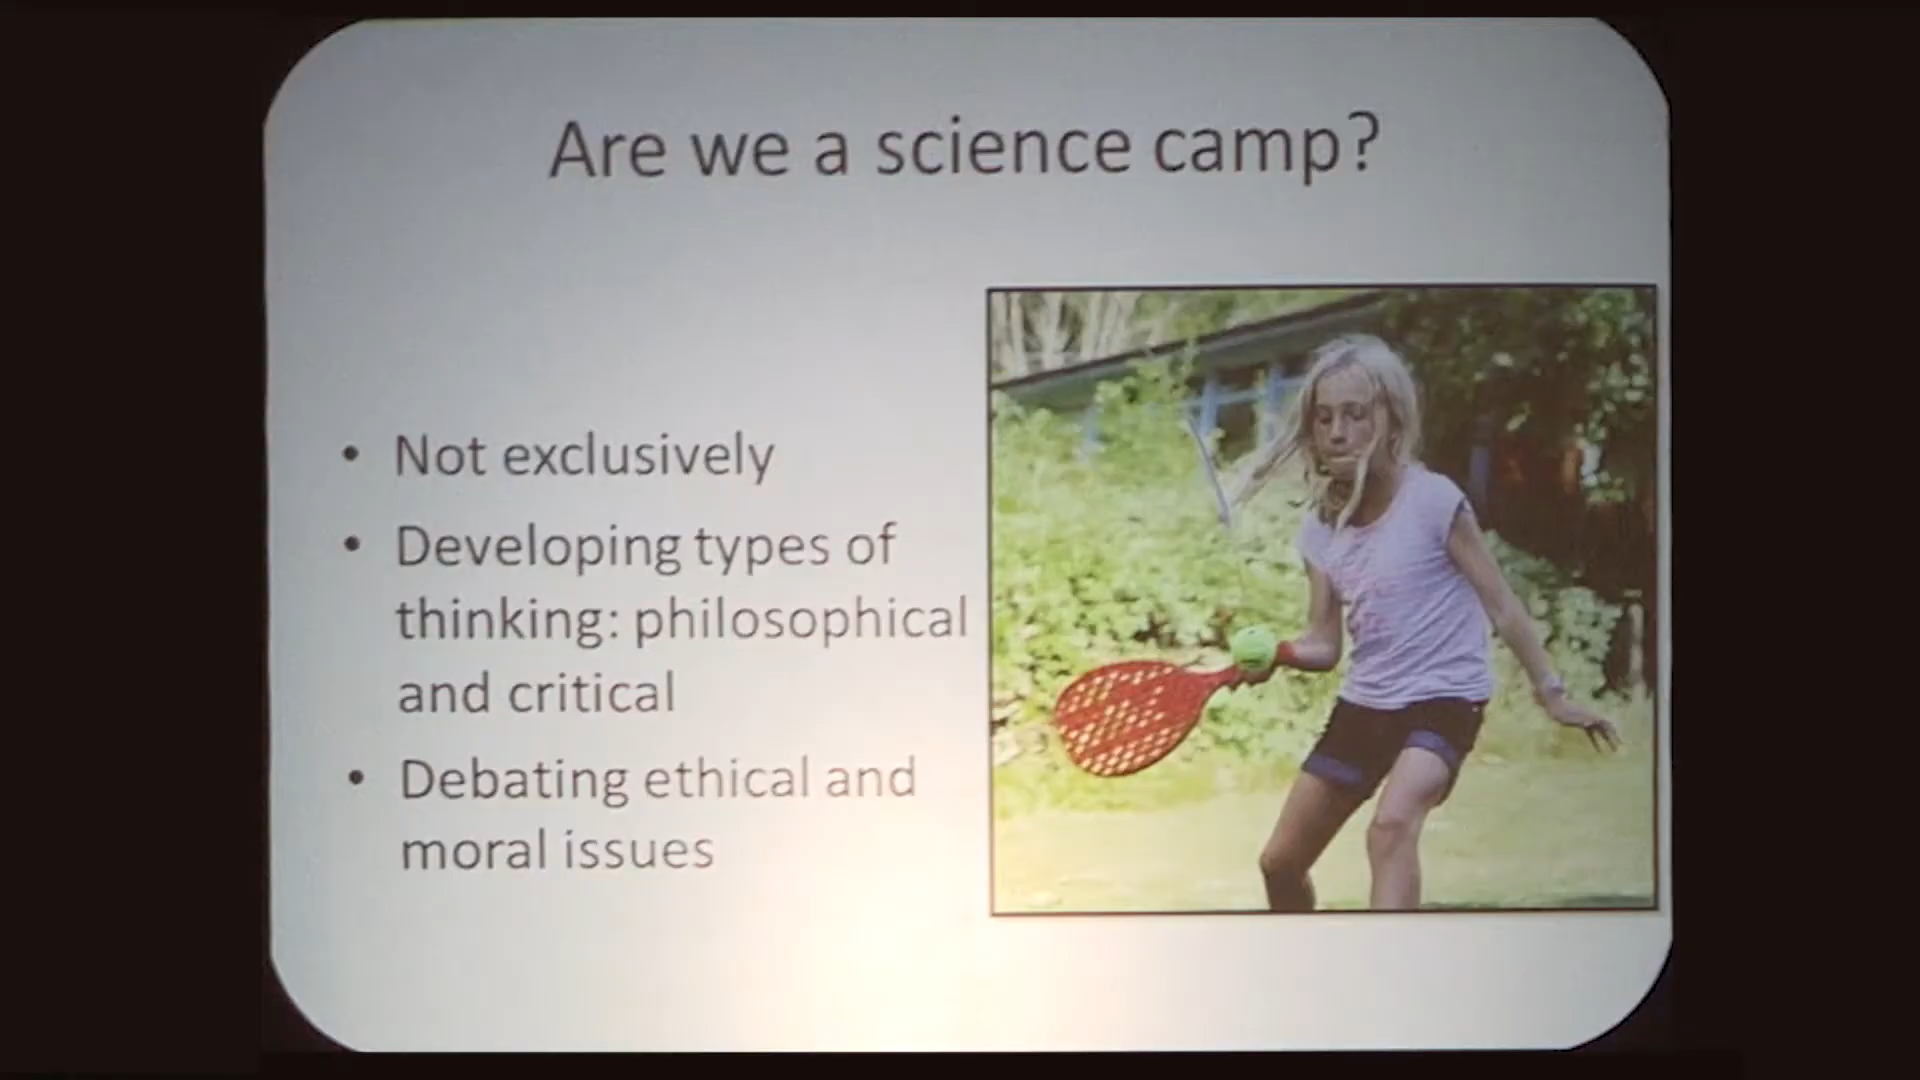 Are we a science camp?
• Not exclusively
• Developing types of
thinking: philosophical
and critical
• Debating ethical and
moral issues